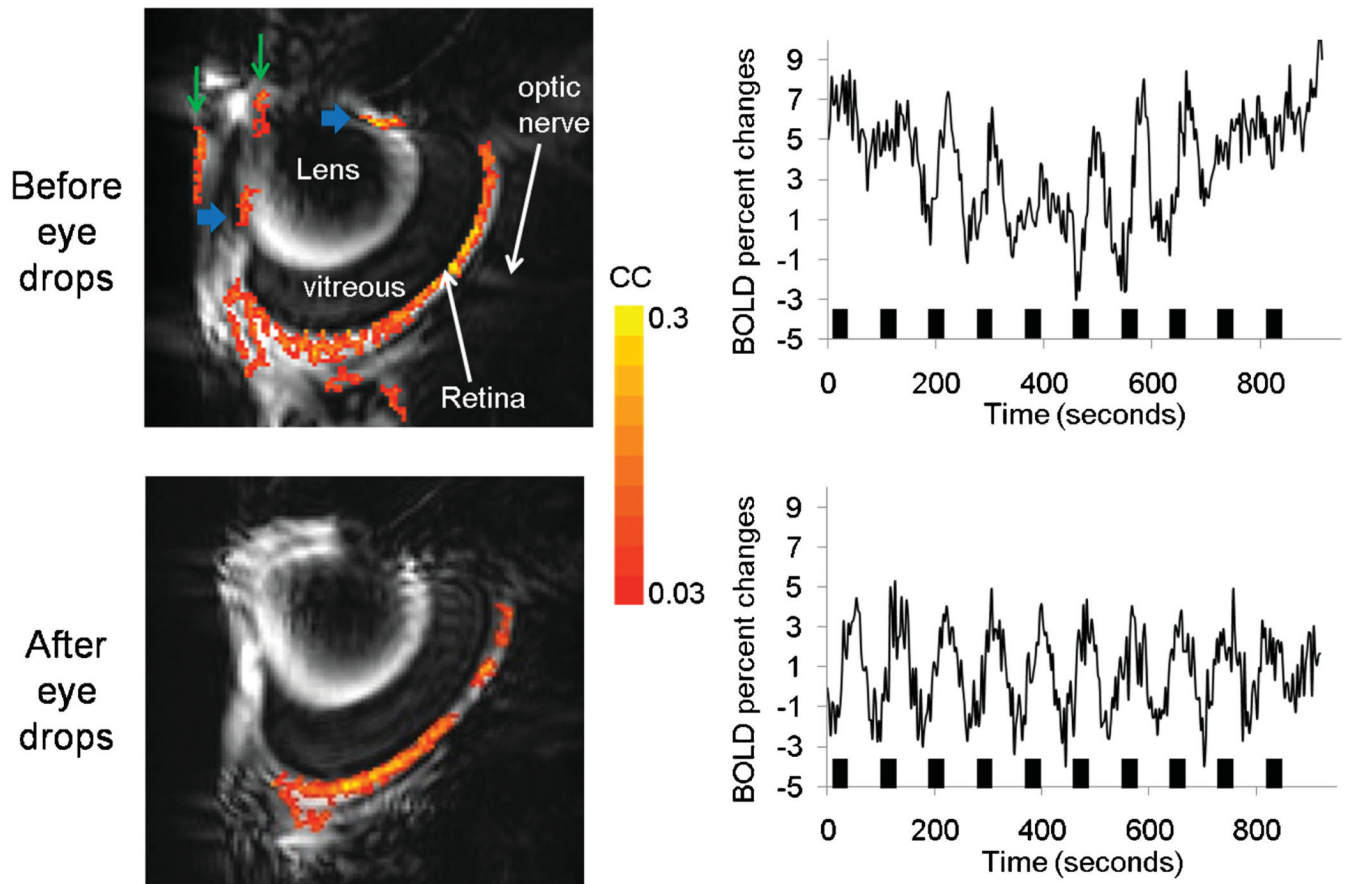 Before
eye
drops
Lens
vitreous
Retina
optic
nerve
CC
0.3
0.03
BOLD percent changes
9
7
5
3
1
-1
-3
-5
0 200 400 600 800
Time (seconds)
After
eye
drops
BOLD percent changes
9
7
5
3
1
-1
-3
-5
0 200 400 600 800
Time (seconds)